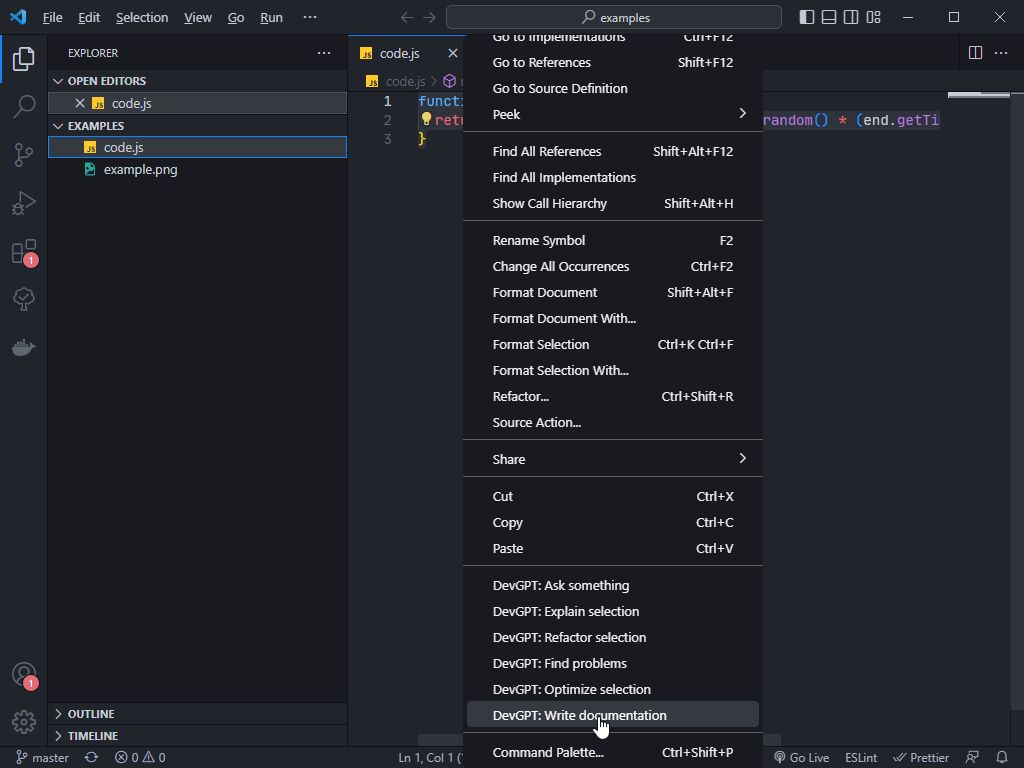 File Edit Selection View Go Run ··· examples
EXPLORER ···
OPEN EDITORS
JS code.js
EXAMPLES
JS code.js
example.png
1
1
OUTLINE
TIMELINE
JS code.js
JS code.js
1 functi
2 retu random() * (end.getTi
3 }
Go to Implementations Ctrl+F12
Go to References Shift+F12
Go to Source Definition
Peek
Find All References Shift+Alt+F12
Find All Implementations
Show Call Hierarchy Shift+Alt+H
Rename Symbol F2
Change All Occurrences Ctrl+F2
Format Document Shift+Alt+F
Format Document With...
Format Selection Ctrl+K Ctrl+F
Format Selection With...
Refactor... Ctrl+Shift+R
Source Action...
Share
Cut Ctrl+X
Copy Ctrl+C
Paste Ctrl+V
DevGPT: Ask something
DevGPT: Explain selection
DevGPT: Refactor selection
DevGPT: Find problems
DevGPT: Optimize selection
DevGPT: Write documentation
Command Palette... Ctrl+Shift+P
master 0 0 Ln 1, Col 1 (1 Go Live ESLint Prettier